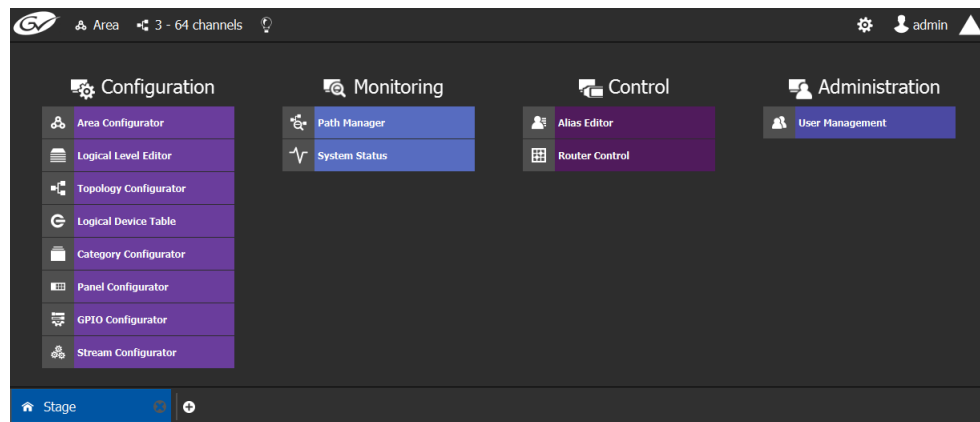 GV Area 3 - 64 channels admin
Configuration
Area Configurator
Logical Level Editor
Topology Configurator
Logical Device Table
Category Configurator
Panel Configurator
GPIO Configurator
Stream Configurator
Monitoring
Path Manager
System Status
Control
Alias Editor
Router Control
Administration
User Management
Stage